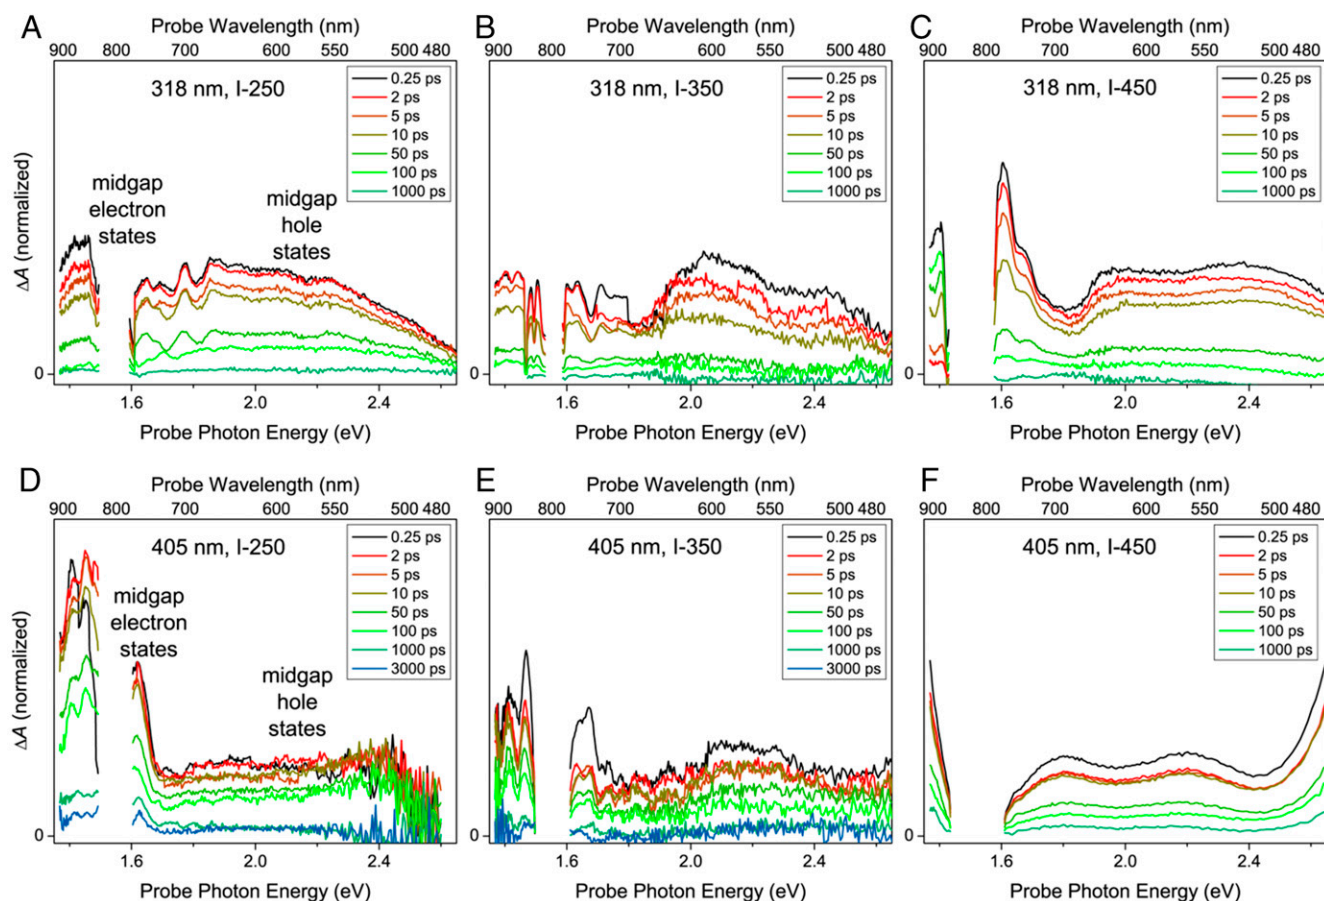 A
Probe Wavelength (nm)
900 800 700 600 550 500 480
318 nm, I-250
0.25 ps
2 ps
5 ps
10 ps
50 ps
100 ps
1000 ps
midgap
electron
states
midgap
hole
states
ΔA (normalized)
0
1.6 2.0 2.4
Probe Photon Energy (eV)
B
Probe Wavelength (nm)
900 800 700 600 550 500 480
318 nm, I-350
0.25 ps
2 ps
5 ps
10 ps
50 ps
100 ps
1000 ps
0
1.6 2.0 2.4
Probe Photon Energy (eV)
C
Probe Wavelength (nm)
900 800 700 600 550 500 480
318 nm, I-450
0.25 ps
2 ps
5 ps
10 ps
50 ps
100 ps
1000 ps
0
1.6 2.0 2.4
Probe Photon Energy (eV)
D
Probe Wavelength (nm)
900 800 700 600 550 500 480
405 nm, I-250
0.25 ps
2 ps
5 ps
10 ps
50 ps
100 ps
1000 ps
3000 ps
midgap
electron
states
midgap
hole
states
ΔA (normalized)
0
1.6 2.0 2.4
Probe Photon Energy (eV)
E
Probe Wavelength (nm)
900 800 700 600 550 500 480
405 nm, I-350
0.25 ps
2 ps
5 ps
10 ps
50 ps
100 ps
1000 ps
3000 ps
0
1.6 2.0 2.4
Probe Photon Energy (eV)
F
Probe Wavelength (nm)
900 800 700 600 550 500 480
405 nm, I-450
0.25 ps
2 ps
5 ps
10 ps
50 ps
100 ps
1000 ps
0
1.6 2.0 2.4
Probe Photon Energy (eV)